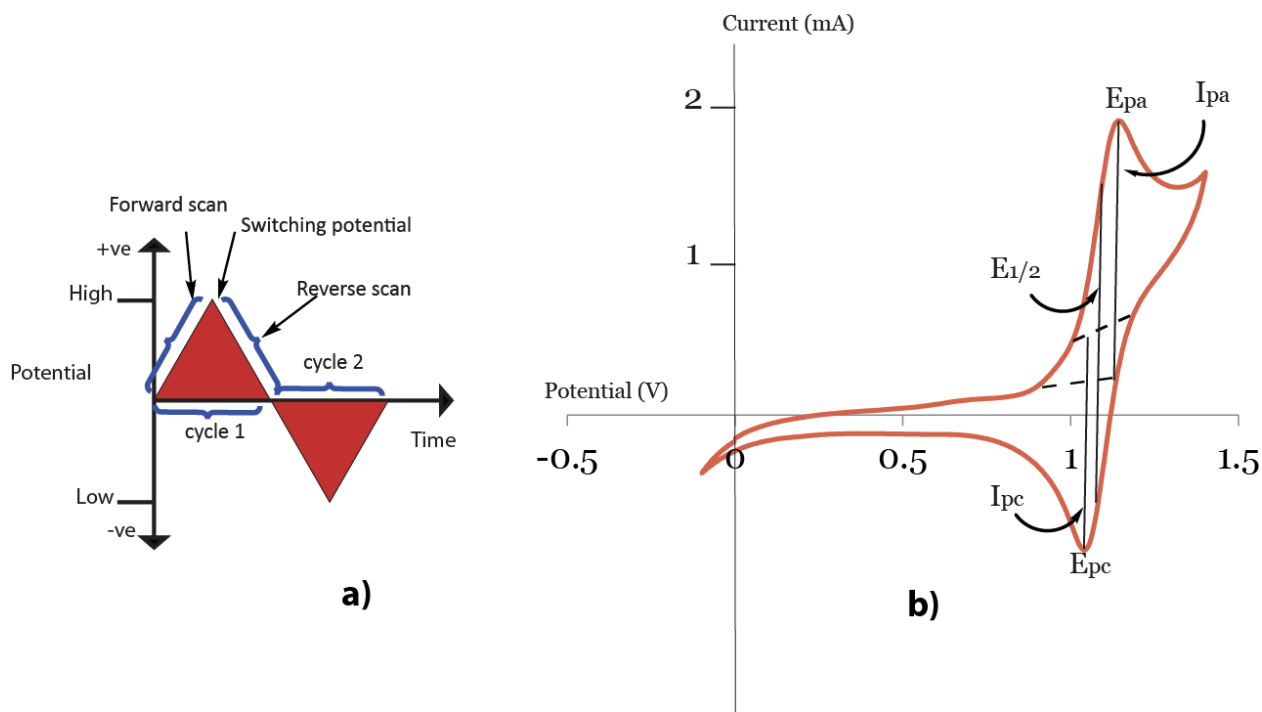 Forward scan
Switching potential
+ve
High
Reverse scan
Potential
cycle 2
cycle 1
Time
Low
-ve
a)
Current (mA)
2
Epa
Ipa
1
E1/2
Potential (V)
-0.5
0
0.5
1
1.5
Ipc
Epc
b)